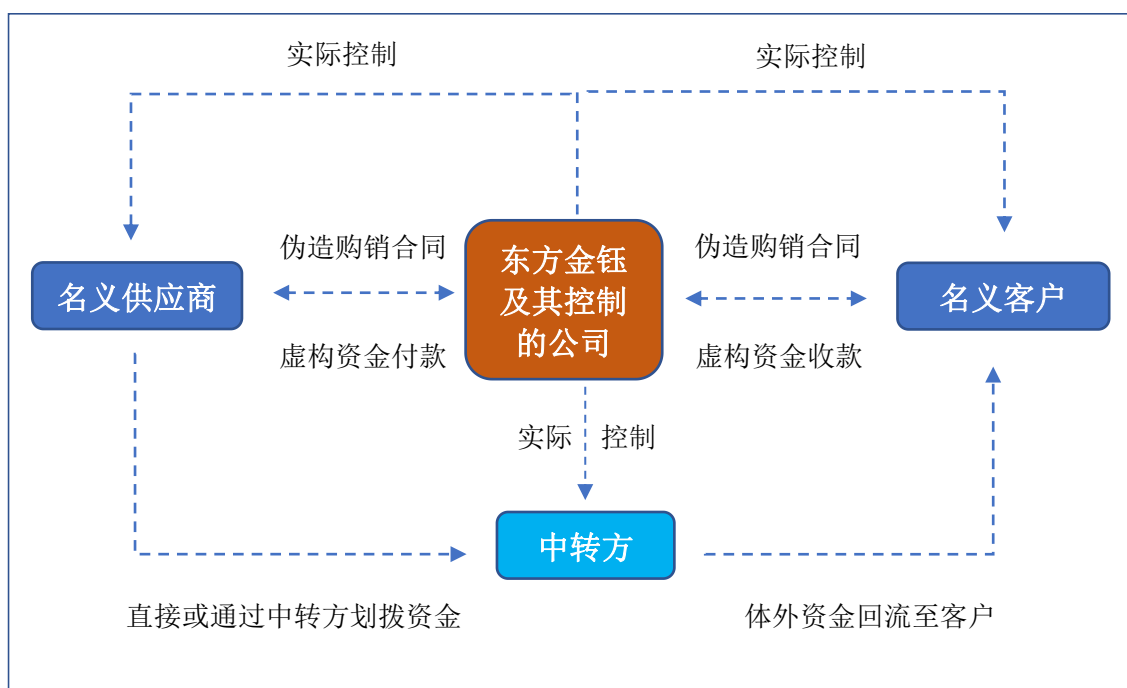 实际控制
实际控制
伪造购销合同
东方金钰
及其控制
的公司
伪造购销合同
名义供应商
名义客户
虚构资金付款
虚构资金收款
实际 控制
中转方
直接或通过中转方划拨资金
体外资金回流至客户